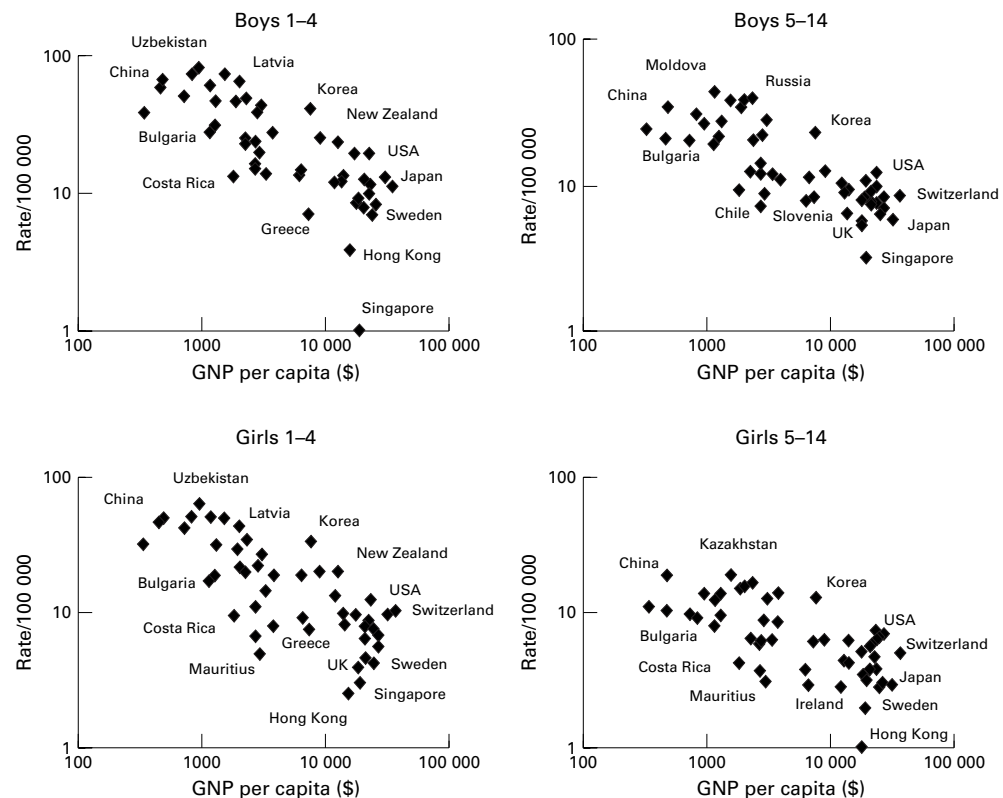 Boys 1–4
Rate/100 000
100
10
1
Uzbekistan
China
Latvia
Korea
New Zealand
Bulgaria
USA
Costa Rica
Japan
Greece
Sweden
Hong Kong
Singapore
100 1000 10 000 100 000
GNP per capita ($)
Boys 5–14
Rate/100 000
100
10
1
Moldova
Russia
China
Korea
Bulgaria
USA
Switzerland
Chile
Slovenia
UK
Japan
Singapore
100 1000 10 000 100 000
GNP per capita ($)
Girls 1–4
Rate/100 000
100
10
1
Uzbekistan
China
Latvia
Korea
New Zealand
Bulgaria
USA
Switzerland
Costa Rica
Greece
Mauritius
UK
Sweden
Singapore
Hong Kong
100 1000 10 000 100 000
GNP per capita ($)
Girls 5–14
Rate/100 000
100
10
1
Kazakhstan
China
Korea
Bulgaria
USA
Switzerland
Costa Rica
Japan
Mauritius
Ireland
Sweden
Hong Kong
100 1000 10 000 100 000
GNP per capita ($)